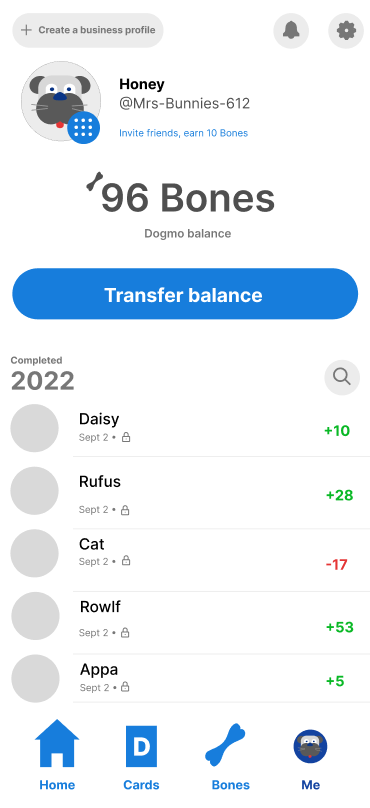 + Create a business profile
Honey
@Mrs-Bunnies-612
Invite friends, earn 10 Bones
96 Bones
Dogmo balance
Transfer balance
Completed
2022
Daisy
Sept 2 •
+10
Rufus
Sept 2 •
+28
Cat
Sept 2 •
-17
Rowlf
Sept 2 •
+53
Appa
Sept 2 •
+5
D
Home
Cards
Bones
Me